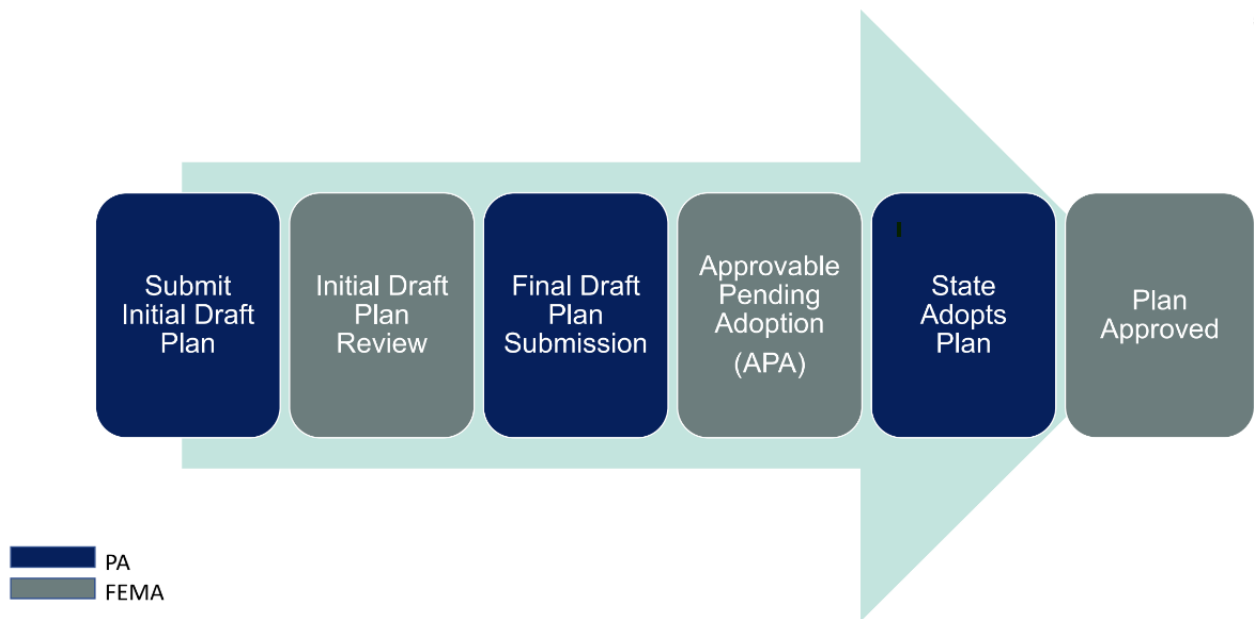 Submit
Initial Draft
Plan
Initial Draft
Plan
Review
Final Draft
Plan
Submission
Approvable
Pending
Adoption
(APA)
State
Adopts
Plan
Plan
Approved
PA
FEMA